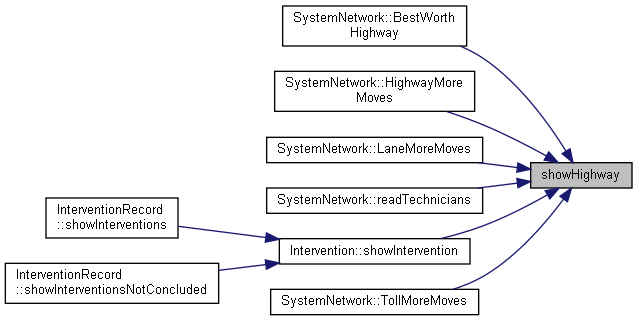 SystemNetwork::BestWorth
Highway
SystemNetwork::HighwayMore
Moves
SystemNetwork::LaneMoreMoves
showHighway
SystemNetwork::readTechnicians
InterventionRecord
::showInterventions
Intervention::showIntervention
InterventionRecord
::showInterventionsNotConcluded
SystemNetwork::TollMoreMoves